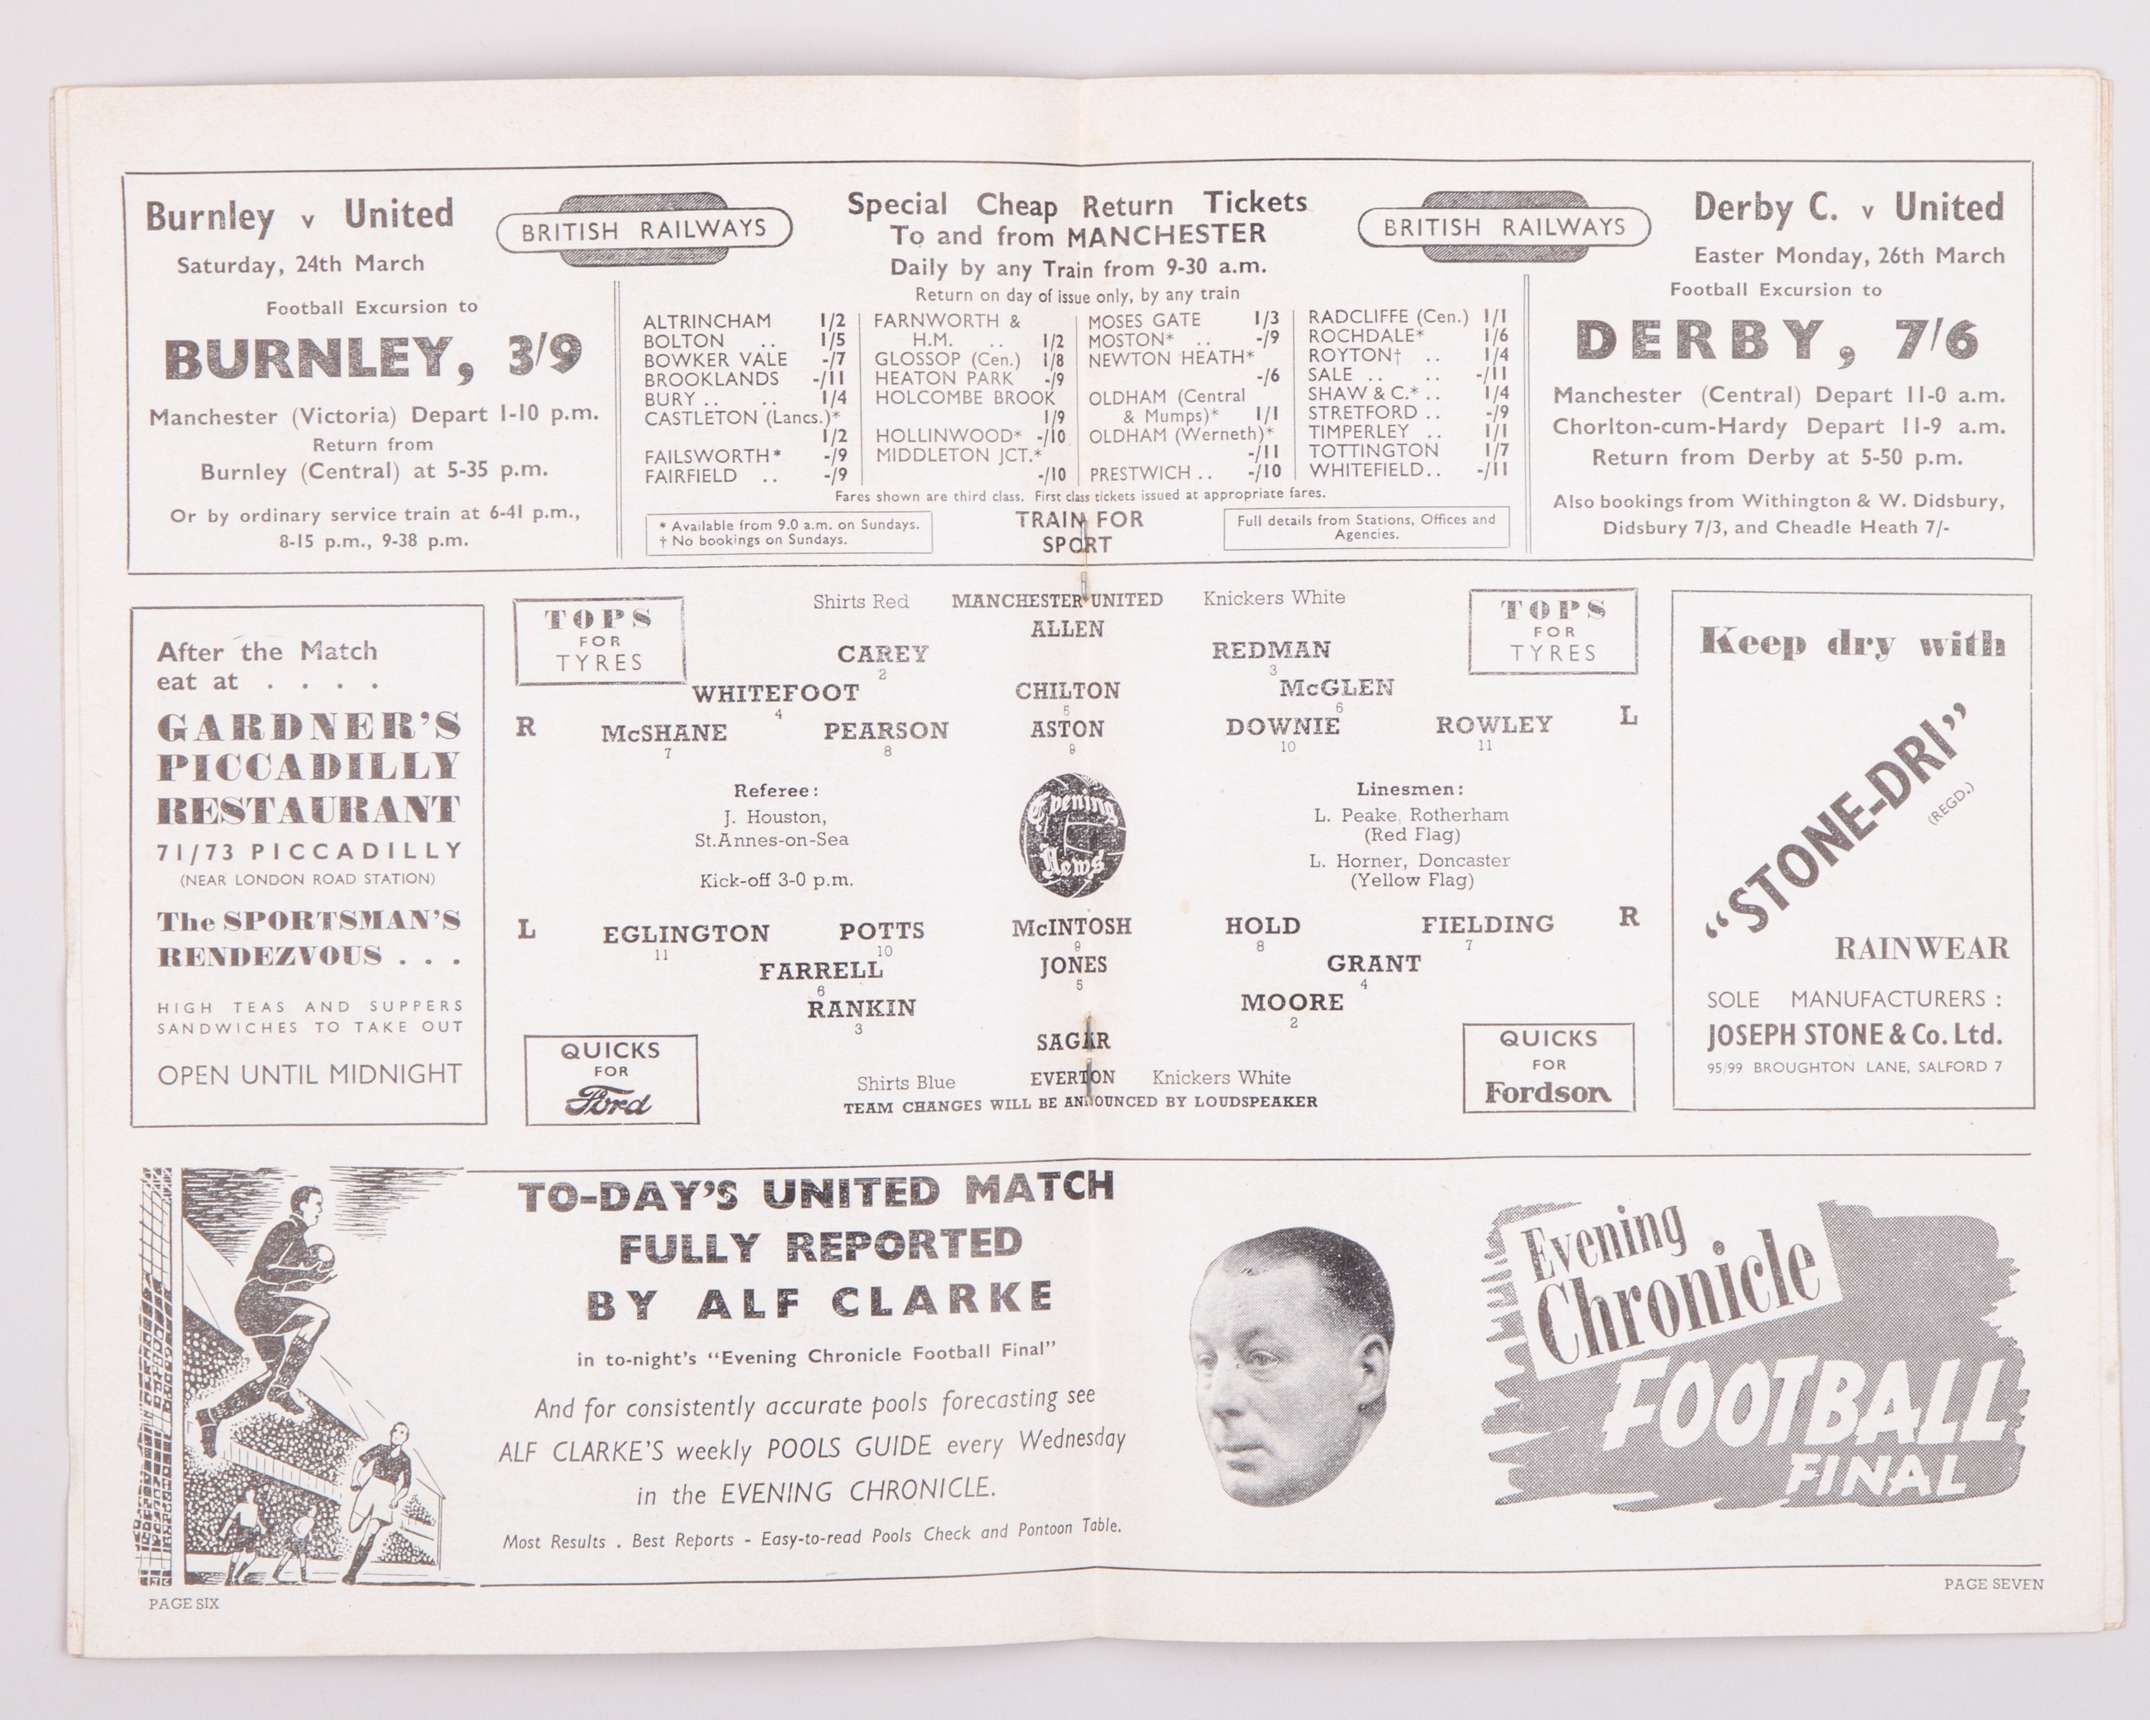 Burnley v United
Saturday, 24th March
Football Excursion to
BURNLEY, 3/9
Manchester (Victoria) Depart 1-10 p.m.
Return from
Burnley (Central) at 5-35 p.m.
Or by ordinary service train at 6-41 p.m.,
8-15 p.m., 9-38 p.m.
BRITISH RAILWAYS
Special Cheap Return Tickets
To and from MANCHESTER
Daily by any Train from 9-30 a.m.
Return on day of issue only, by any train
ALTRINCHAM 1/2
BOLTON .. 1/5
BOWKER VALE -/7
BROOKLANDS -/11
BURY .. .. 1/4
CASTLETON (Lancs.)*
1/2
FAILSWORTH* -/9
FAIRFIELD .. -/9
FARNWORTH &
H.M. .. 1/2
GLOSSOP (Cen.) 1/8
HEATON PARK -/9
HOLCOMBE BROOK
1/9
HOLLINWOOD* -/10
MIDDLETON JCT.*
-/10
MOSES GATE 1/3
MOSTON* .. -/9
NEWTON HEATH*
-/6
OLDHAM (Central
& Mumps)* 1/1
OLDHAM (Werneth)*
-/11
PRESTWICH .. -/10
RADCLIFFE (Cen.) 1/1
ROCHDALE* 1/6
ROYTON† .. 1/4
SALE .. .. -/11
SHAW & C.* .. 1/4
STRETFORD .. -/9
TIMPERLEY .. 1/1
TOTTINGTON 1/7
WHITEFIELD.. -/11
Fares shown are third class. First class tickets issued at appropriate fares.
* Available from 9.0 a.m. on Sundays.
† No bookings on Sundays.
TRAIN FOR
SPORT
Full details from Stations, Offices and
Agencies.
BRITISH RAILWAYS
Derby C. v United
Easter Monday, 26th March
Football Excursion to
DERBY, 7/6
Manchester (Central) Depart 11-0 a.m.
Chorlton-cum-Hardy Depart 11-9 a.m.
Return from Derby at 5-50 p.m.
Also bookings from Withington & W. Didsbury,
Didsbury 7/3, and Cheadle Heath 7/-
After the Match
eat at . . . .
GARDNER'S
PICCADILLY
RESTAURANT
71/73 PICCADILLY
(NEAR LONDON ROAD STATION)
The SPORTSMAN'S
RENDEZVOUS . . .
HIGH TEAS AND SUPPERS
SANDWICHES TO TAKE OUT
OPEN UNTIL MIDNIGHT
TOPS
FOR
TYRES
Shirts Red MANCHESTER UNITED Knickers White
ALLEN
CAREY REDMAN
2 3
WHITEFOOT CHILTON McGLEN
4 5 6
R McSHANE PEARSON ASTON DOWNIE ROWLEY L
7 8 9 10 11
TOPS
FOR
TYRES
Referee:
J. Houston,
St.Annes-on-Sea
Kick-off 3-0 p.m.
Evening
News
Linesmen:
L. Peake, Rotherham
(Red Flag)
L. Horner, Doncaster
(Yellow Flag)
L EGLINGTON POTTS McINTOSH HOLD FIELDING R
11 10 9 8 7
FARRELL JONES GRANT
6 5 4
RANKIN MOORE
3 2
SAGAR
Shirts Blue EVERTON Knickers White
TEAM CHANGES WILL BE ANNOUNCED BY LOUDSPEAKER
QUICKS
FOR
Ford
QUICKS
FOR
Fordson
Keep dry with
"STONE-DRI"
(REGD.)
RAINWEAR
SOLE MANUFACTURERS :
JOSEPH STONE & Co. Ltd.
95/99 BROUGHTON LANE, SALFORD 7
TO-DAY'S UNITED MATCH
FULLY REPORTED
BY ALF CLARKE
in to-night's "Evening Chronicle Football Final"
And for consistently accurate pools forecasting see
ALF CLARKE'S weekly POOLS GUIDE every Wednesday
in the EVENING CHRONICLE.
Most Results . Best Reports - Easy-to-read Pools Check and Pontoon Table.
Evening
Chronicle
FOOTBALL
FINAL
PAGE SIX
PAGE SEVEN